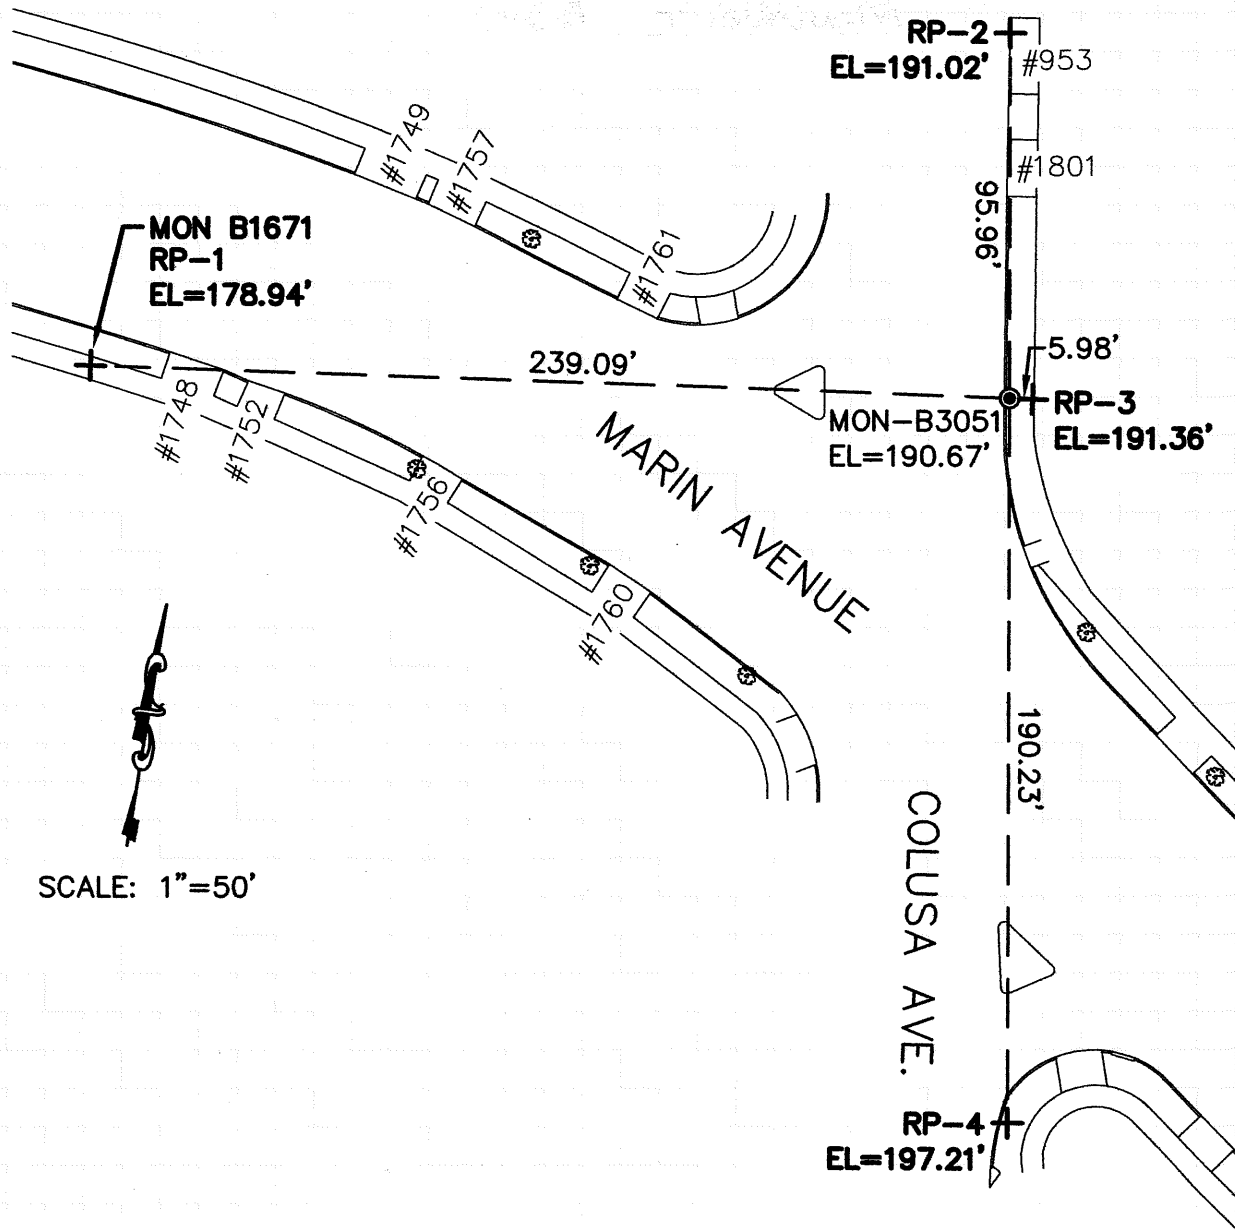 RP-2
EL=191.02'
#953
#1749
#1757
#1801
95.96'
MON B1671
RP-1
EL=178.94'
#1761
239.09'
5.98'
RP-3
EL=191.36'
MON-B3051
EL=190.67'
#1748
#1752
#1756
#1760
MARIN AVENUE
190.23'
COLUSA AVE.
SCALE: 1"=50'
RP-4
EL=197.21'